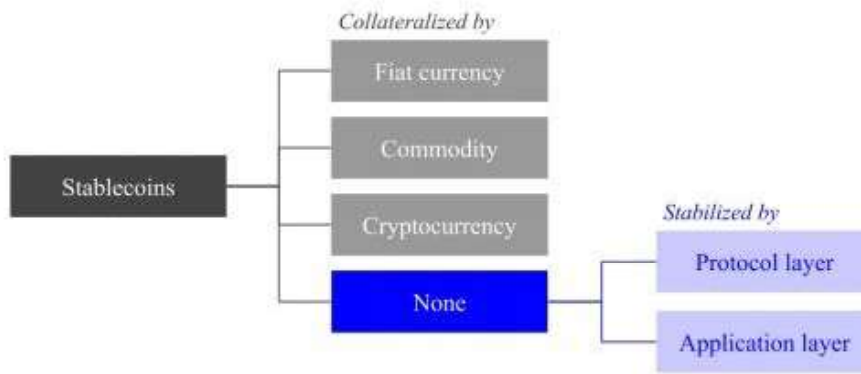 Collateralized by
Fiat currency
Commodity
Stablecoins
Cryptocurrency
Stabilized by
Protocol layer
None
Application layer